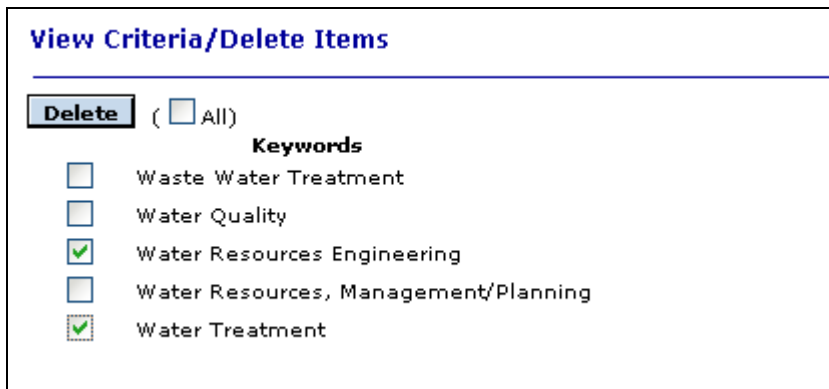 View Criteria/Delete Items
Delete ( All)
Keywords
Waste Water Treatment
Water Quality
Water Resources Engineering
Water Resources, Management/Planning
Water Treatment